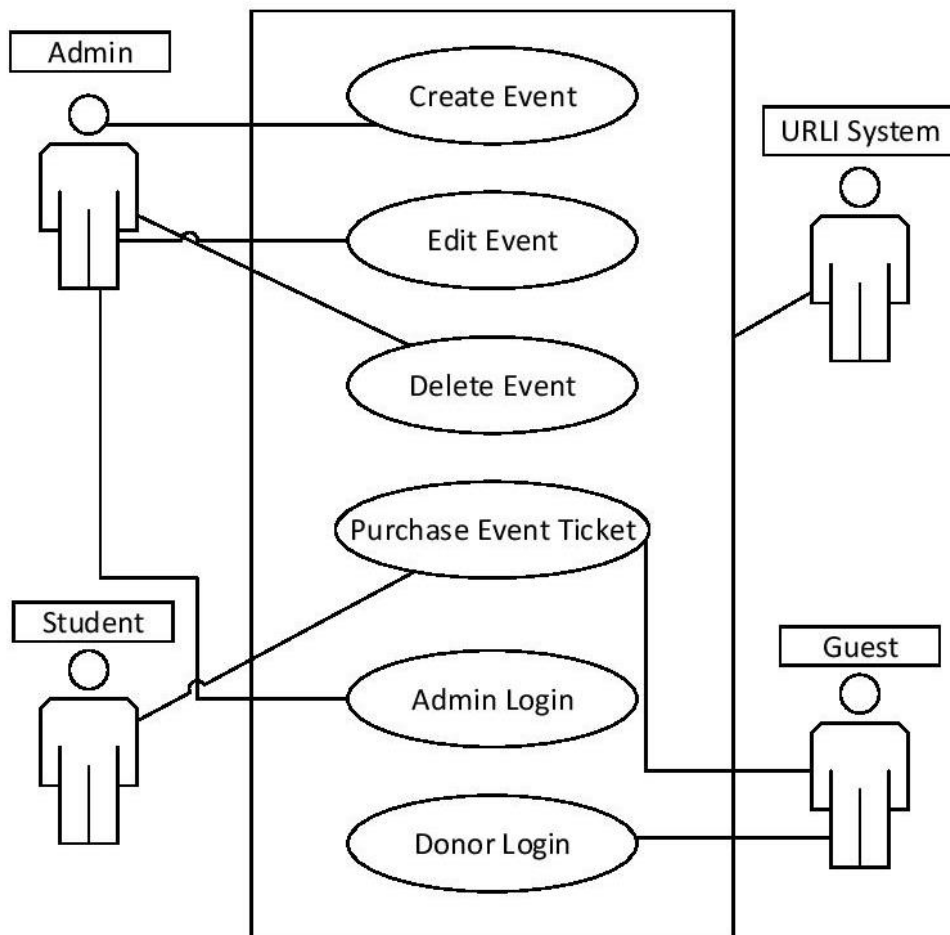 Admin
Create Event
URLI System
Edit Event
Delete Event
Purchase Event Ticket
Student
Guest
Admin Login
Donor Login